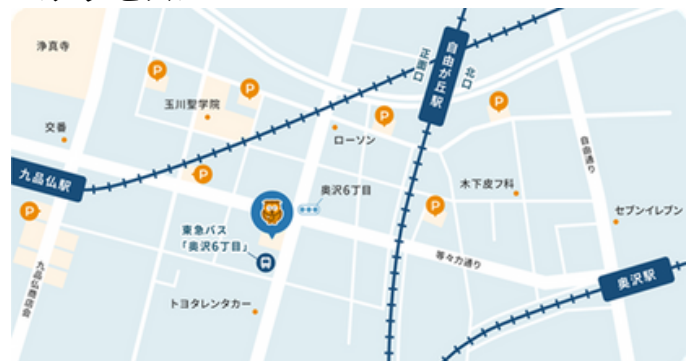 浄真寺
正面口
自由が丘駅
北口
P
P
玉川聖学院
P
P
交番
ローソン
自由通り
九品仏駅
P
奥沢6丁目
木下皮フ科
P
P
セブンイレブン
東急バス
「奥沢6丁目」
等々力通り
奥沢駅
九品仏商店会
トヨタレンタカー